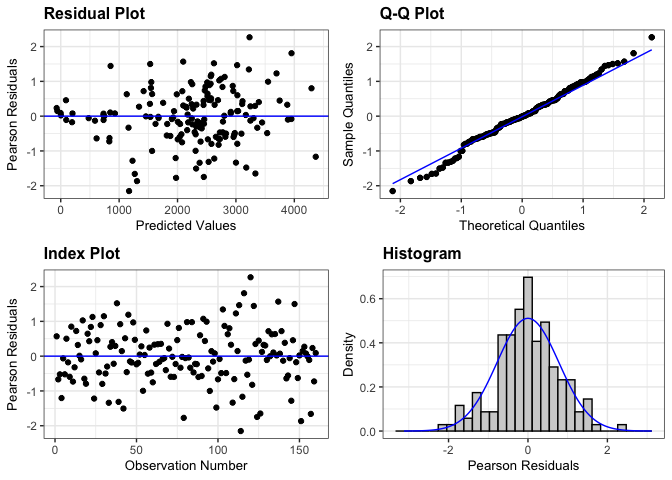 Residual Plot
Pearson Residuals
2
1
0
-1
-2
0 1000 2000 3000 4000
Predicted Values
Q-Q Plot
Sample Quantiles
2
1
0
-1
-2
-2 -1 0 1 2
Theoretical Quantiles
Index Plot
Pearson Residuals
2
1
0
-1
-2
0 50 100 150
Observation Number
Histogram
Density
0.6
0.4
0.2
0.0
-2 0 2
Pearson Residuals